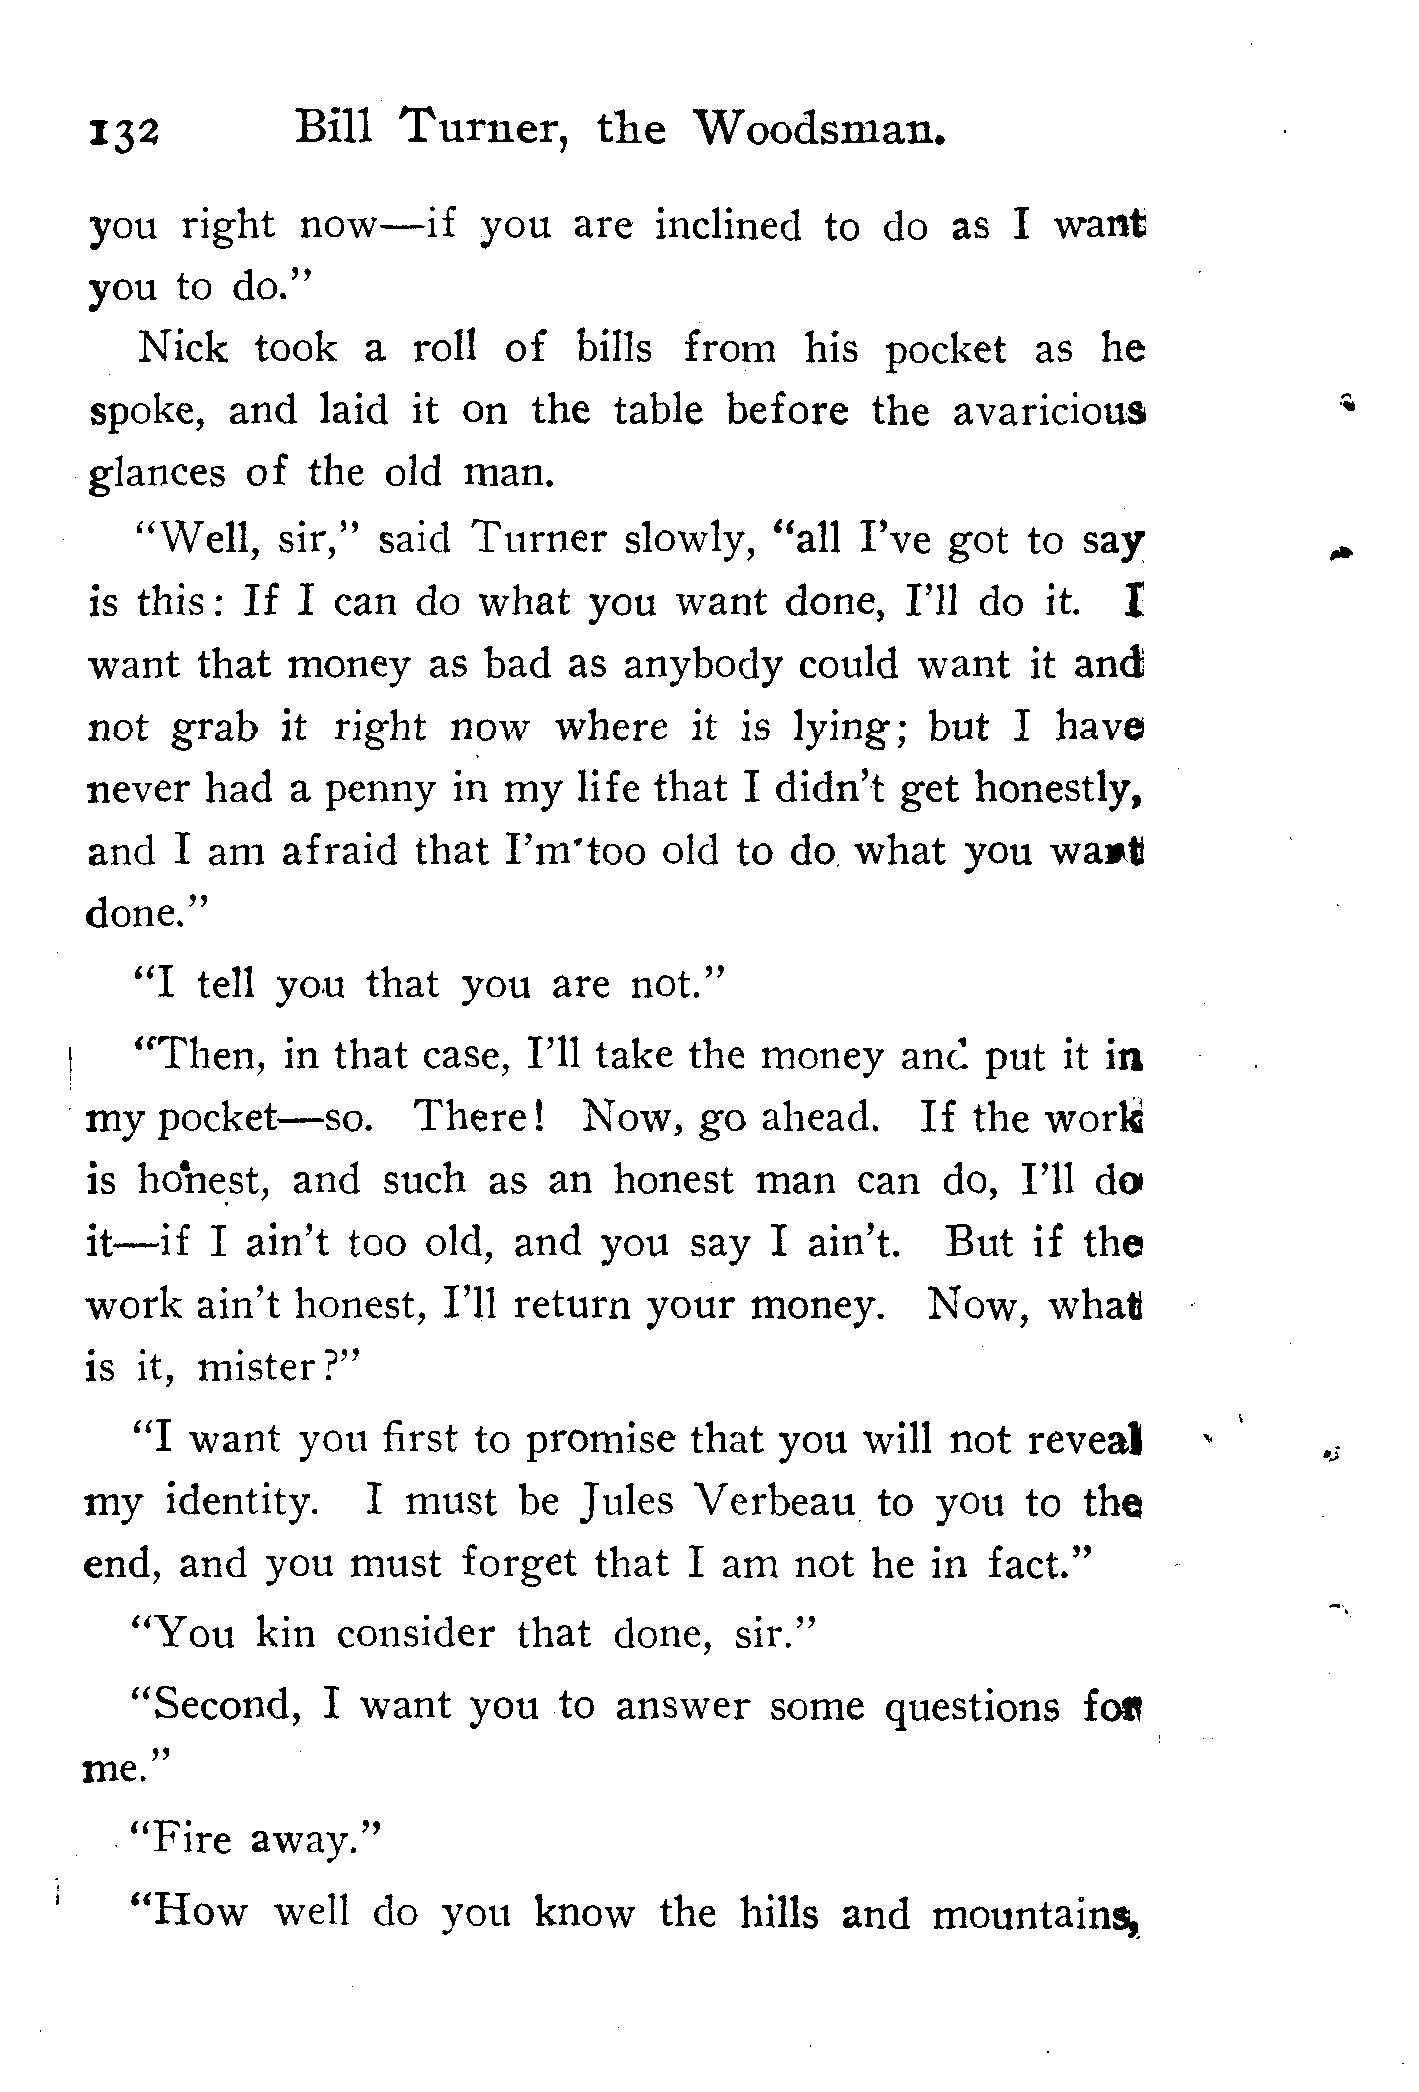 132 Bill Turner, the Woodsman.
you right now—if you are inclined to do as I want
you to do.”
Nick took a roll of bills from his pocket as he
spoke, and laid it on the table before the avaricious
glances of the old man.
“Well, sir,” said Turner slowly, “all I’ve got to say
is this: If I can do what you want done, I’ll do it. I
want that money as bad as anybody could want it and
not grab it right now where it is lying; but I have
never had a penny in my life that I didn’t get honestly,
and I am afraid that I’m too old to do what you want
done.”
“I tell you that you are not.”
“Then, in that case, I’ll take the money and put it in
my pocket—so. There! Now, go ahead. If the work
is honest, and such as an honest man can do, I’ll do
it—if I ain’t too old, and you say I ain’t. But if the
work ain’t honest, I’ll return your money. Now, what
is it, mister?”
“I want you first to promise that you will not reveal
my identity. I must be Jules Verbeau to you to the
end, and you must forget that I am not he in fact.”
“You kin consider that done, sir.”
“Second, I want you to answer some questions for
me.”
“Fire away.”
“How well do you know the hills and mountains,